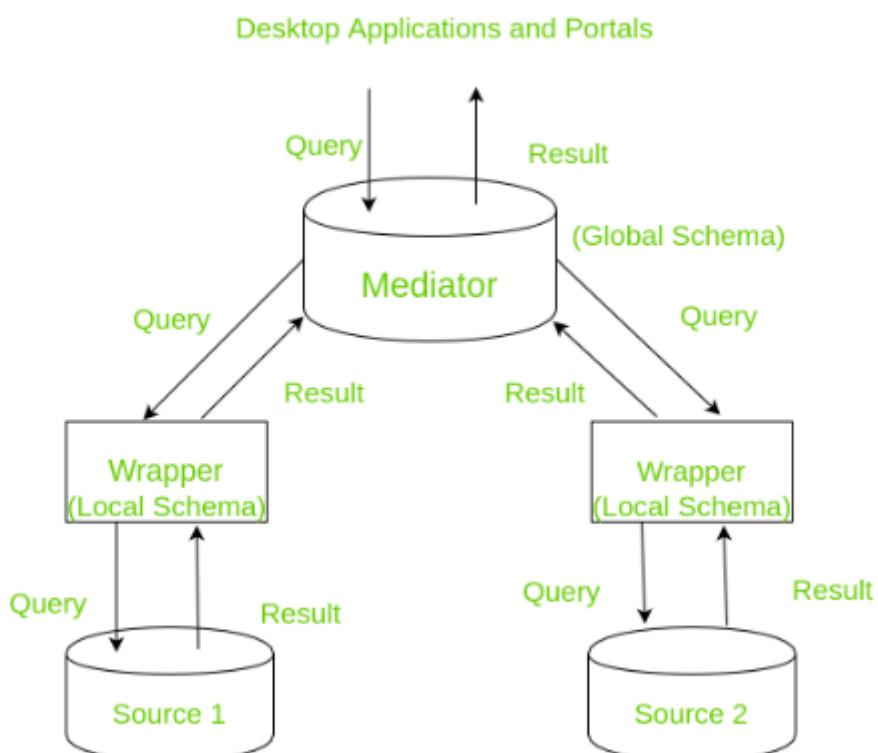 Desktop Applications and Portals
Query
Result
(Global Schema)
Mediator
Query
Query
Result
Result
Wrapper
(Local Schema)
Wrapper
(Local Schema)
Query
Result
Query
Result
Source 1
Source 2